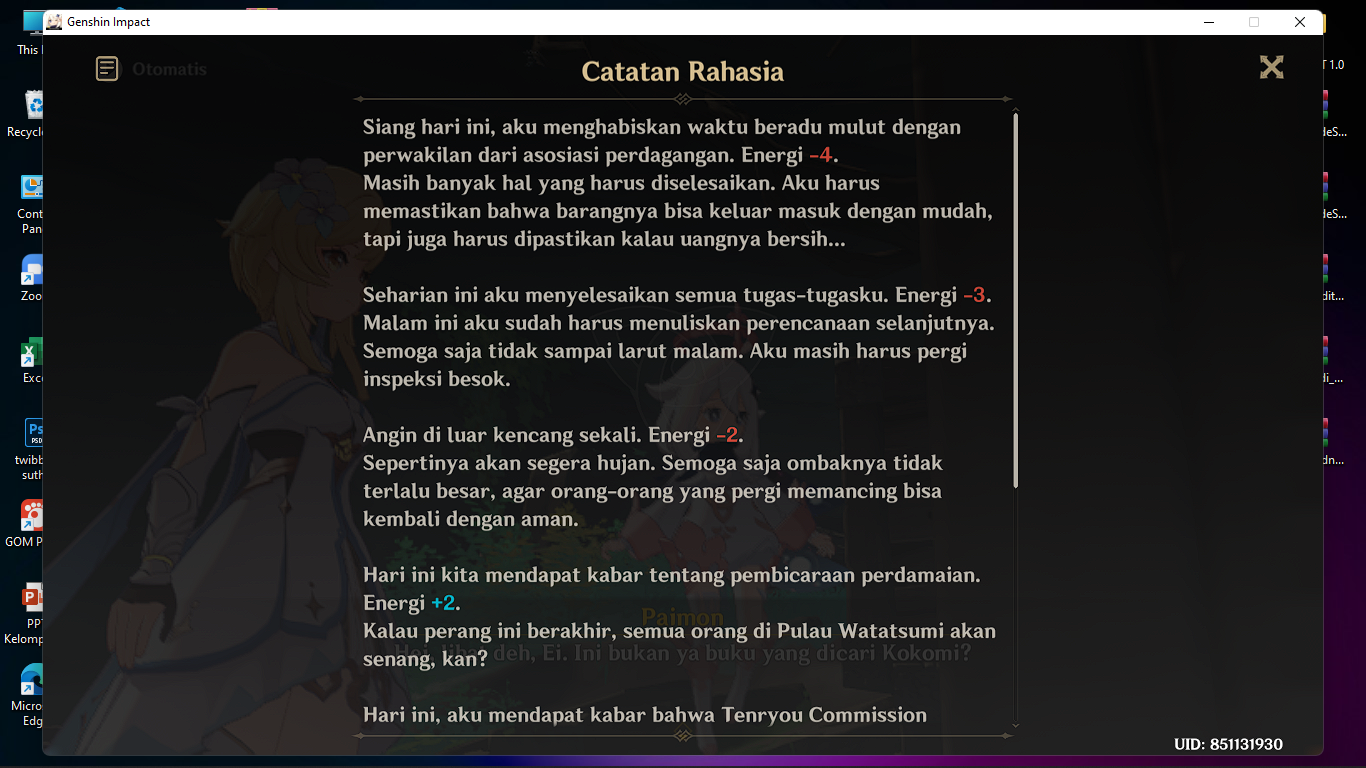 This
Genshin Impact
Otomatis
Catatan Rahasia
T 1.0
Siang hari ini, aku menghabiskan waktu beradu mulut dengan
perwakilan dari asosiasi perdagangan. Energi -4.
Masih banyak hal yang harus diselesaikan. Aku harus
memastikan bahwa barangnya bisa keluar masuk dengan mudah,
tapi juga harus dipastikan kalau uangnya bersih...
Seharian ini aku menyelesaikan semua tugas-tugasku. Energi -3.
Malam ini aku sudah harus menuliskan perencanaan selanjutnya.
Semoga saja tidak sampai larut malam. Aku masih harus pergi
inspeksi besok.
Angin di luar kencang sekali. Energi -2.
Sepertinya akan segera hujan. Semoga saja ombaknya tidak
terlalu besar, agar orang-orang yang pergi memancing bisa
kembali dengan aman.
Hari ini kita mendapat kabar tentang pembicaraan perdamaian.
Energi +2.
Paimon
Kalau perang ini berakhir, semua orang di Pulau Watatsumi akan
senang, kan?
deh, Ei. Ini bukan ya buku yang dicari Kokomi?
Hari ini, aku mendapat kabar bahwa Tenryou Commission
UID: 851131930
Recycl
Cont
Pan
Zoo
Exce
Ps
PSD
twibb
suth
GOM P
PP
Kelomp
Micro
Edg
deS...
deS...
dit...
di_...
dn...